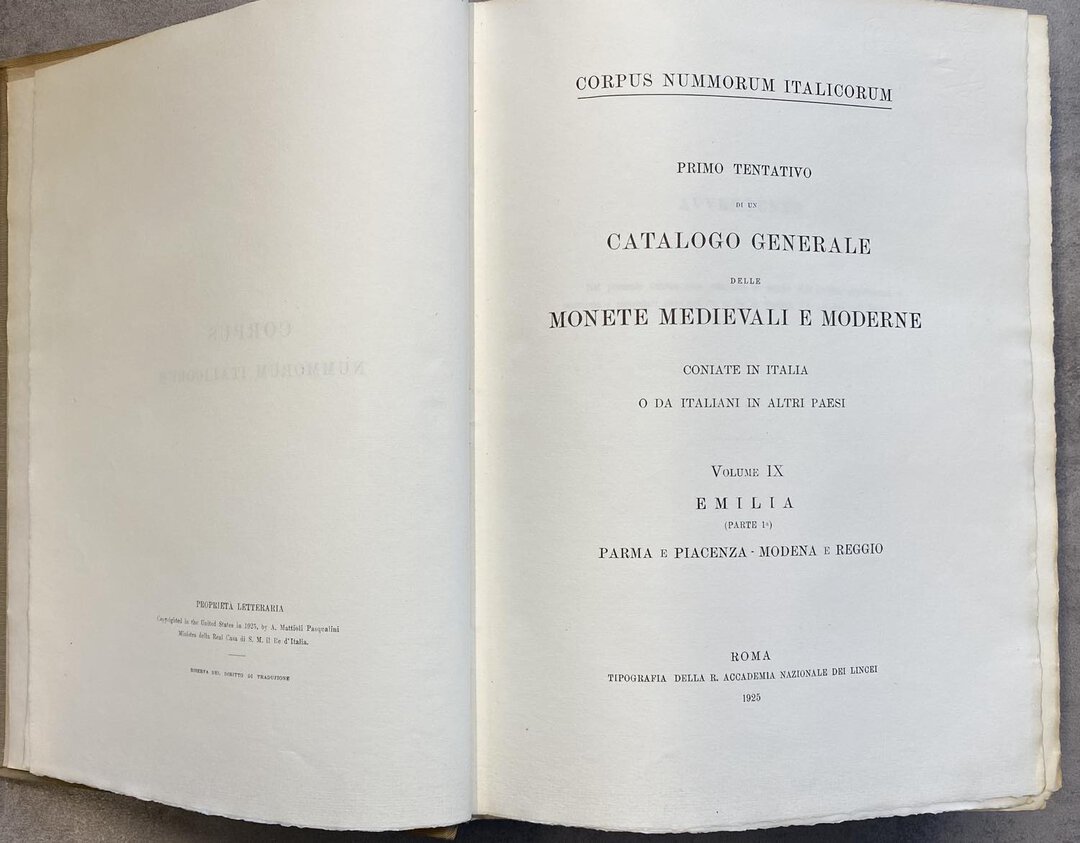 PROPRIETÀ LETTERARIA
Copyrighted in the United States in 1925, by A. Mattioli Pasqualini
Ministro della Real Casa di S. M. il Re d'Italia.
RISERVA DEL DIRITTO DI TRADUZIONE
CORPUS NUMMORUM ITALICORUM
PRIMO TENTATIVO
DI UN
CATALOGO GENERALE
DELLE
MONETE MEDIEVALI E MODERNE
CONIATE IN ITALIA
O DA ITALIANI IN ALTRI PAESI
VOLUME IX
EMILIA
(PARTE 1ª)
PARMA E PIACENZA - MODENA E REGGIO
ROMA
TIPOGRAFIA DELLA R. ACCADEMIA NAZIONALE DEI LINCEI
1925